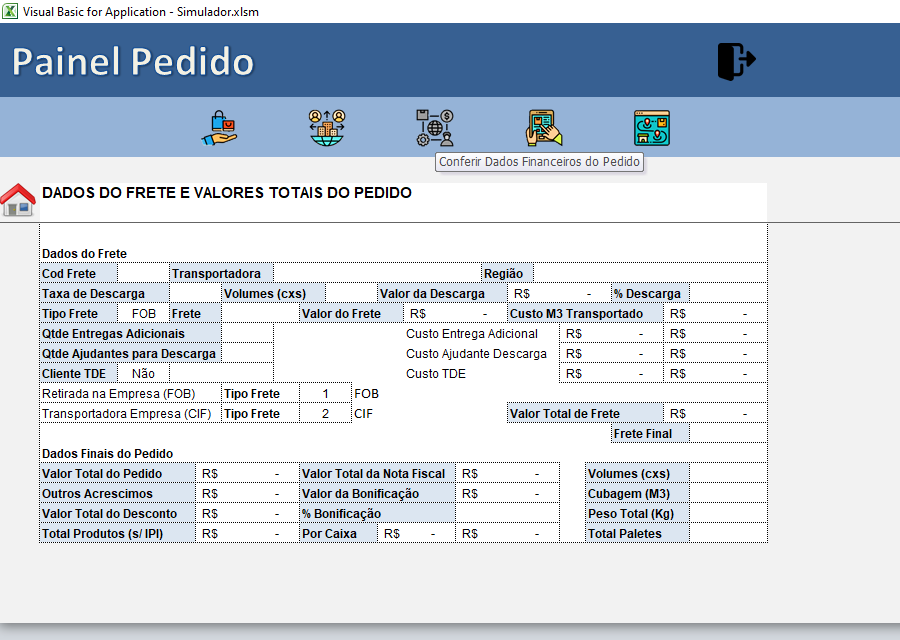 Visual Basic for Application - Simulador.xlsm
Painel Pedido
Conferir Dados Financeiros do Pedido
DADOS DO FRETE E VALORES TOTAIS DO PEDIDO
Dados do Frete
Cod Frete Transportadora Região
Taxa de Descarga Volumes (cxs) Valor da Descarga R$ - % Descarga
Tipo Frete FOB Frete Valor do Frete R$ - Custo M3 Transportado R$ -
Qtde Entregas Adicionais Custo Entrega Adicional R$ - R$ -
Qtde Ajudantes para Descarga Custo Ajudante Descarga R$ - R$ -
Cliente TDE Não Custo TDE R$ - R$ -
Retirada na Empresa (FOB) Tipo Frete 1 FOB
Transportadora Empresa (CIF) Tipo Frete 2 CIF Valor Total de Frete R$ -
Frete Final
Dados Finais do Pedido
Valor Total do Pedido R$ - Valor Total da Nota Fiscal R$ - Volumes (cxs)
Outros Acrescimos R$ - Valor da Bonificação R$ - Cubagem (M3)
Valor Total do Desconto R$ - % Bonificação Peso Total (Kg)
Total Produtos (s/ IPI) R$ - Por Caixa R$ - R$ - Total Paletes